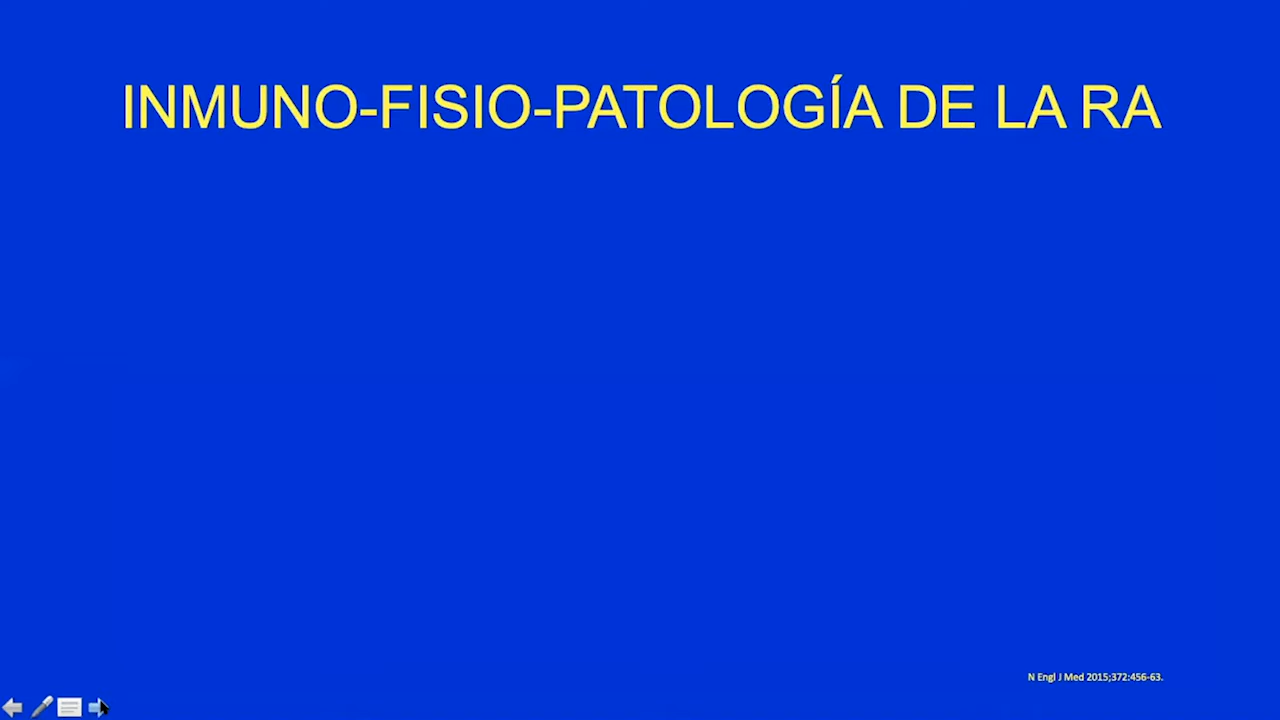 INMUNO-FISIO-PATOLOGÍA DE LA RA
N Engl J Med 2015;372:456-63.